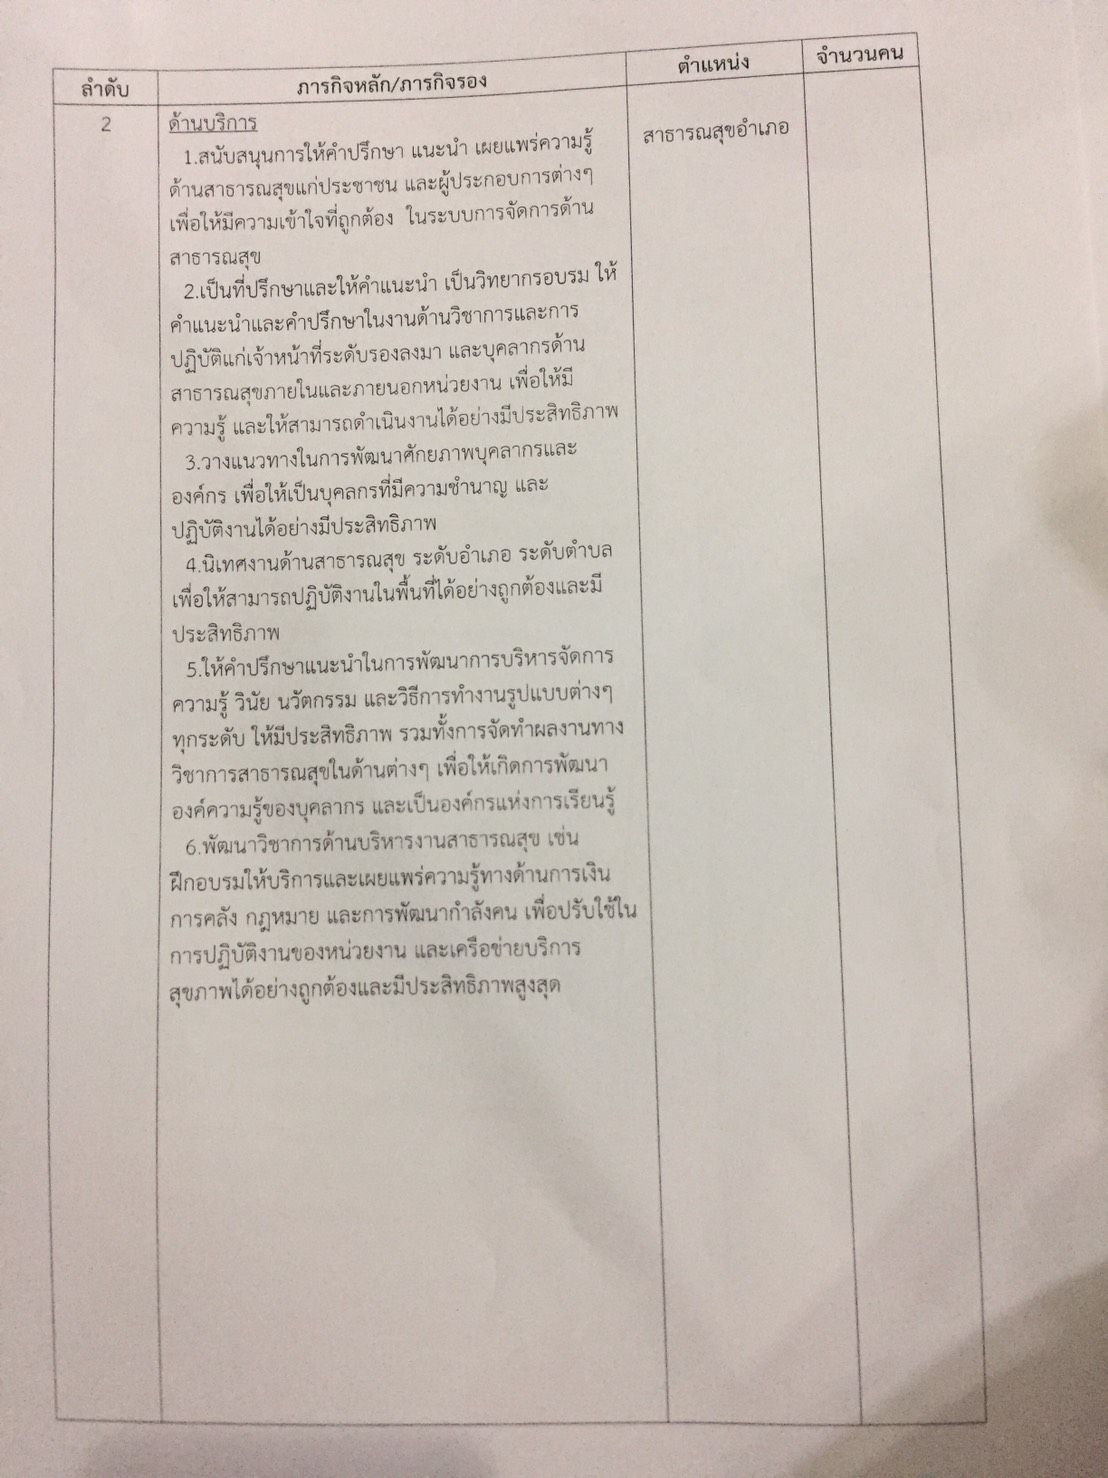 ลำดับ ภารกิจหลัก/ภารกิจรอง ตำแหน่ง จำนวนคน
2 ด้านบริการ สาธารณสุขอำเภอ
1.สนับสนุนการให้คำปรึกษา แนะนำ เผยแพร่ความรู้
ด้านสาธารณสุขแก่ประชาชน และผู้ประกอบการต่างๆ
เพื่อให้มีความเข้าใจที่ถูกต้อง ในระบบการจัดการด้าน
สาธารณสุข
2.เป็นที่ปรึกษาและให้คำแนะนำ เป็นวิทยากรอบรม ให้
คำแนะนำและคำปรึกษาในงานด้านวิชาการและการ
ปฏิบัติแก่เจ้าหน้าที่ระดับรองลงมา และบุคลากรด้าน
สาธารณสุขภายในและภายนอกหน่วยงาน เพื่อให้มี
ความรู้ และให้สามารถดำเนินงานได้อย่างมีประสิทธิภาพ
3.วางแนวทางในการพัฒนาศักยภาพบุคลากรและ
องค์กร เพื่อให้เป็นบุคลกรที่มีความชำนาญ และ
ปฏิบัติงานได้อย่างมีประสิทธิภาพ
4.นิเทศงานด้านสาธารณสุข ระดับอำเภอ ระดับตำบล
เพื่อให้สามารถปฏิบัติงานในพื้นที่ได้อย่างถูกต้องและมี
ประสิทธิภาพ
5.ให้คำปรึกษาแนะนำในการพัฒนาการบริหารจัดการ
ความรู้ วินัย นวัตกรรม และวิธีการทำงานรูปแบบต่างๆ
ทุกระดับ ให้มีประสิทธิภาพ รวมทั้งการจัดทำผลงานทาง
วิชาการสาธารณสุขในด้านต่างๆ เพื่อให้เกิดการพัฒนา
องค์ความรู้ของบุคลากร และเป็นองค์กรแห่งการเรียนรู้
6.พัฒนาวิชาการด้านบริหารงานสาธารณสุข เช่น
ฝึกอบรมให้บริการและเผยแพร่ความรู้ทางด้านการเงิน
การคลัง กฎหมาย และการพัฒนากำลังคน เพื่อปรับใช้ใน
การปฏิบัติงานของหน่วยงาน และเครือข่ายบริการ
สุขภาพได้อย่างถูกต้องและมีประสิทธิภาพสูงสุด